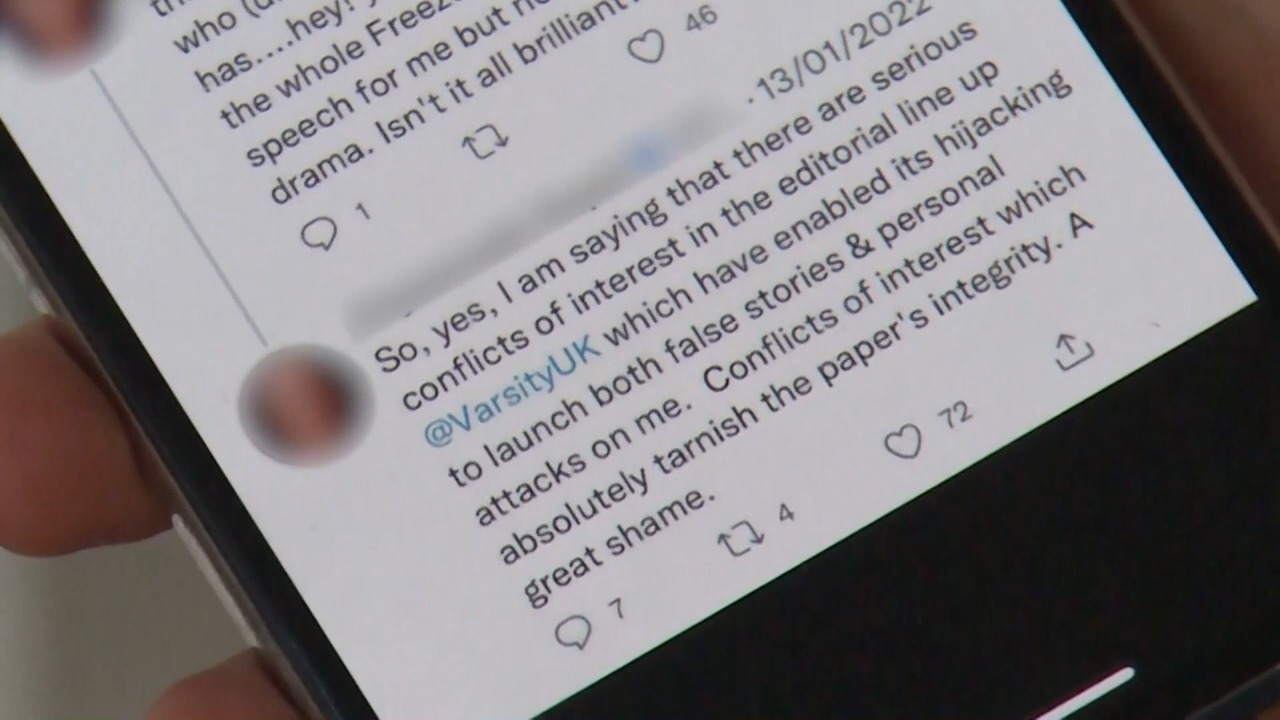 who (d
has....hey!
the whole Freez
speech for me but n
drama. Isn't it all brilliant
1
46
. 13/01/2022
So, yes, I am saying that there are serious
conflicts of interest in the editorial line up
@VarsityUK which have enabled its hijacking
to launch both false stories & personal
attacks on me. Conflicts of interest which
absolutely tarnish the paper's integrity. A
great shame.
7
4
72